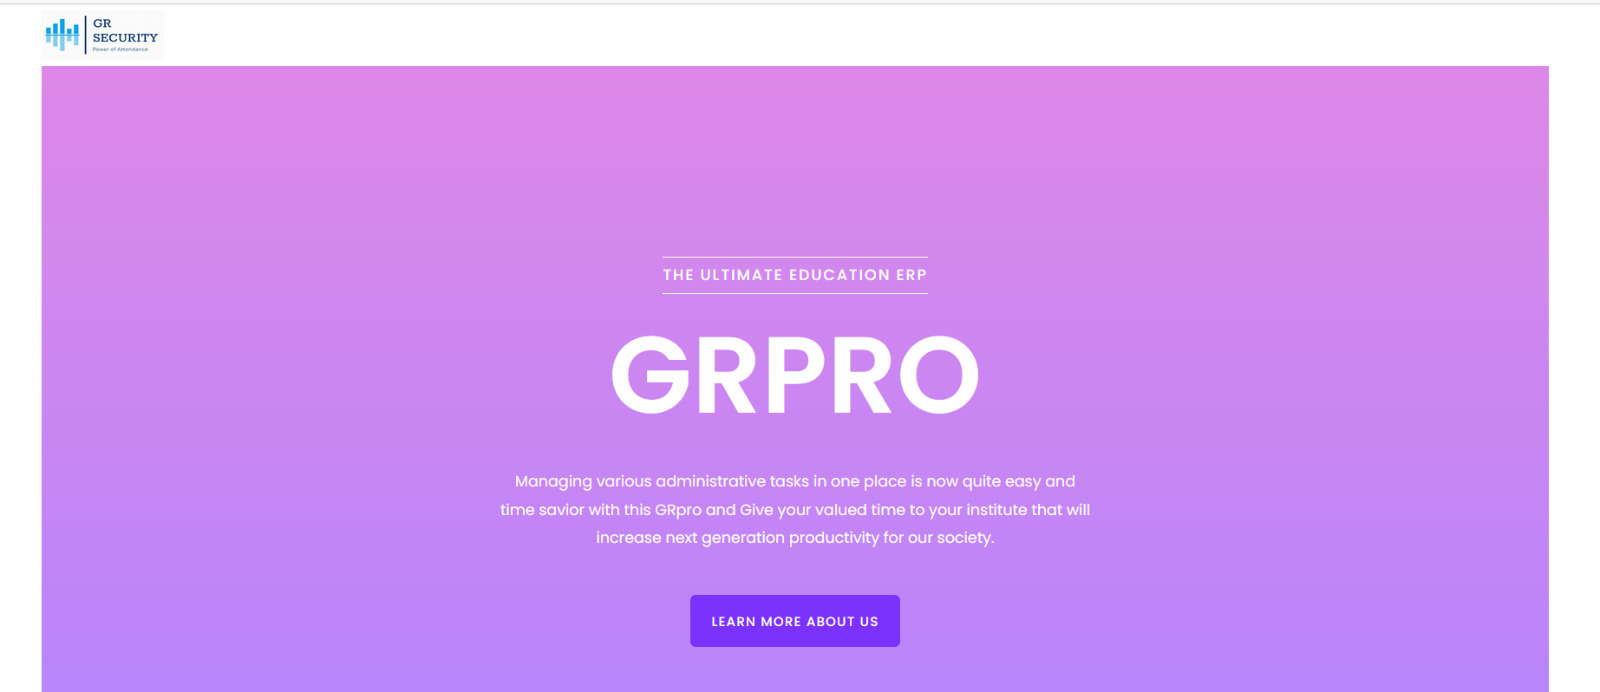 GR
SECURITY
Power of Attendance
THE ULTIMATE EDUCATION ERP
GRPRO
Managing various administrative tasks in one place is now quite easy and
time savior with this GRpro and Give your valued time to your institute that will
increase next generation productivity for our society.
LEARN MORE ABOUT US